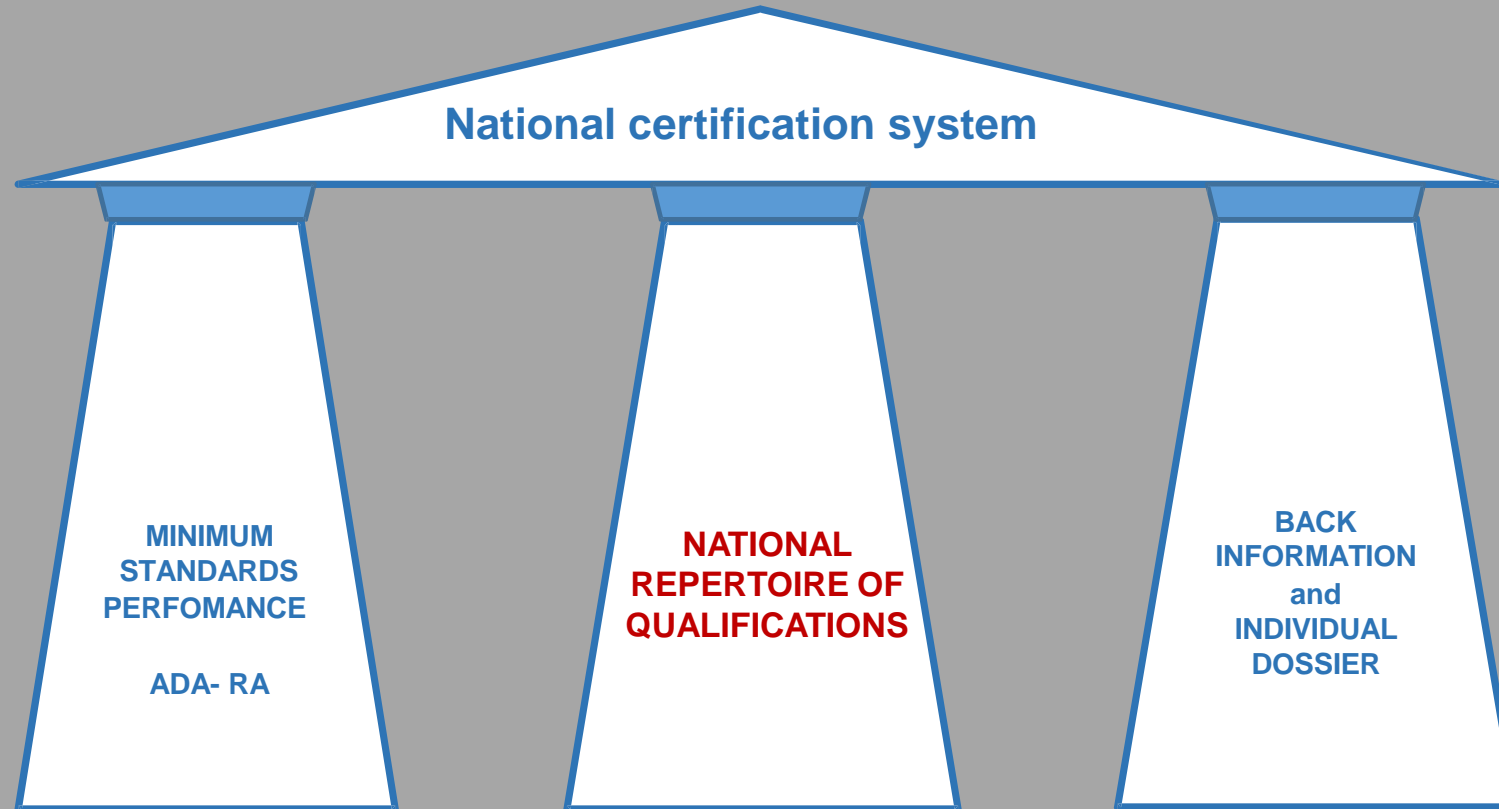 National certification system
MINIMUM
STANDARDS
PERFOMANCE
ADA- RA
NATIONAL
REPERTOIRE OF
QUALIFICATIONS
BACK
INFORMATION
and
INDIVIDUAL
DOSSIER